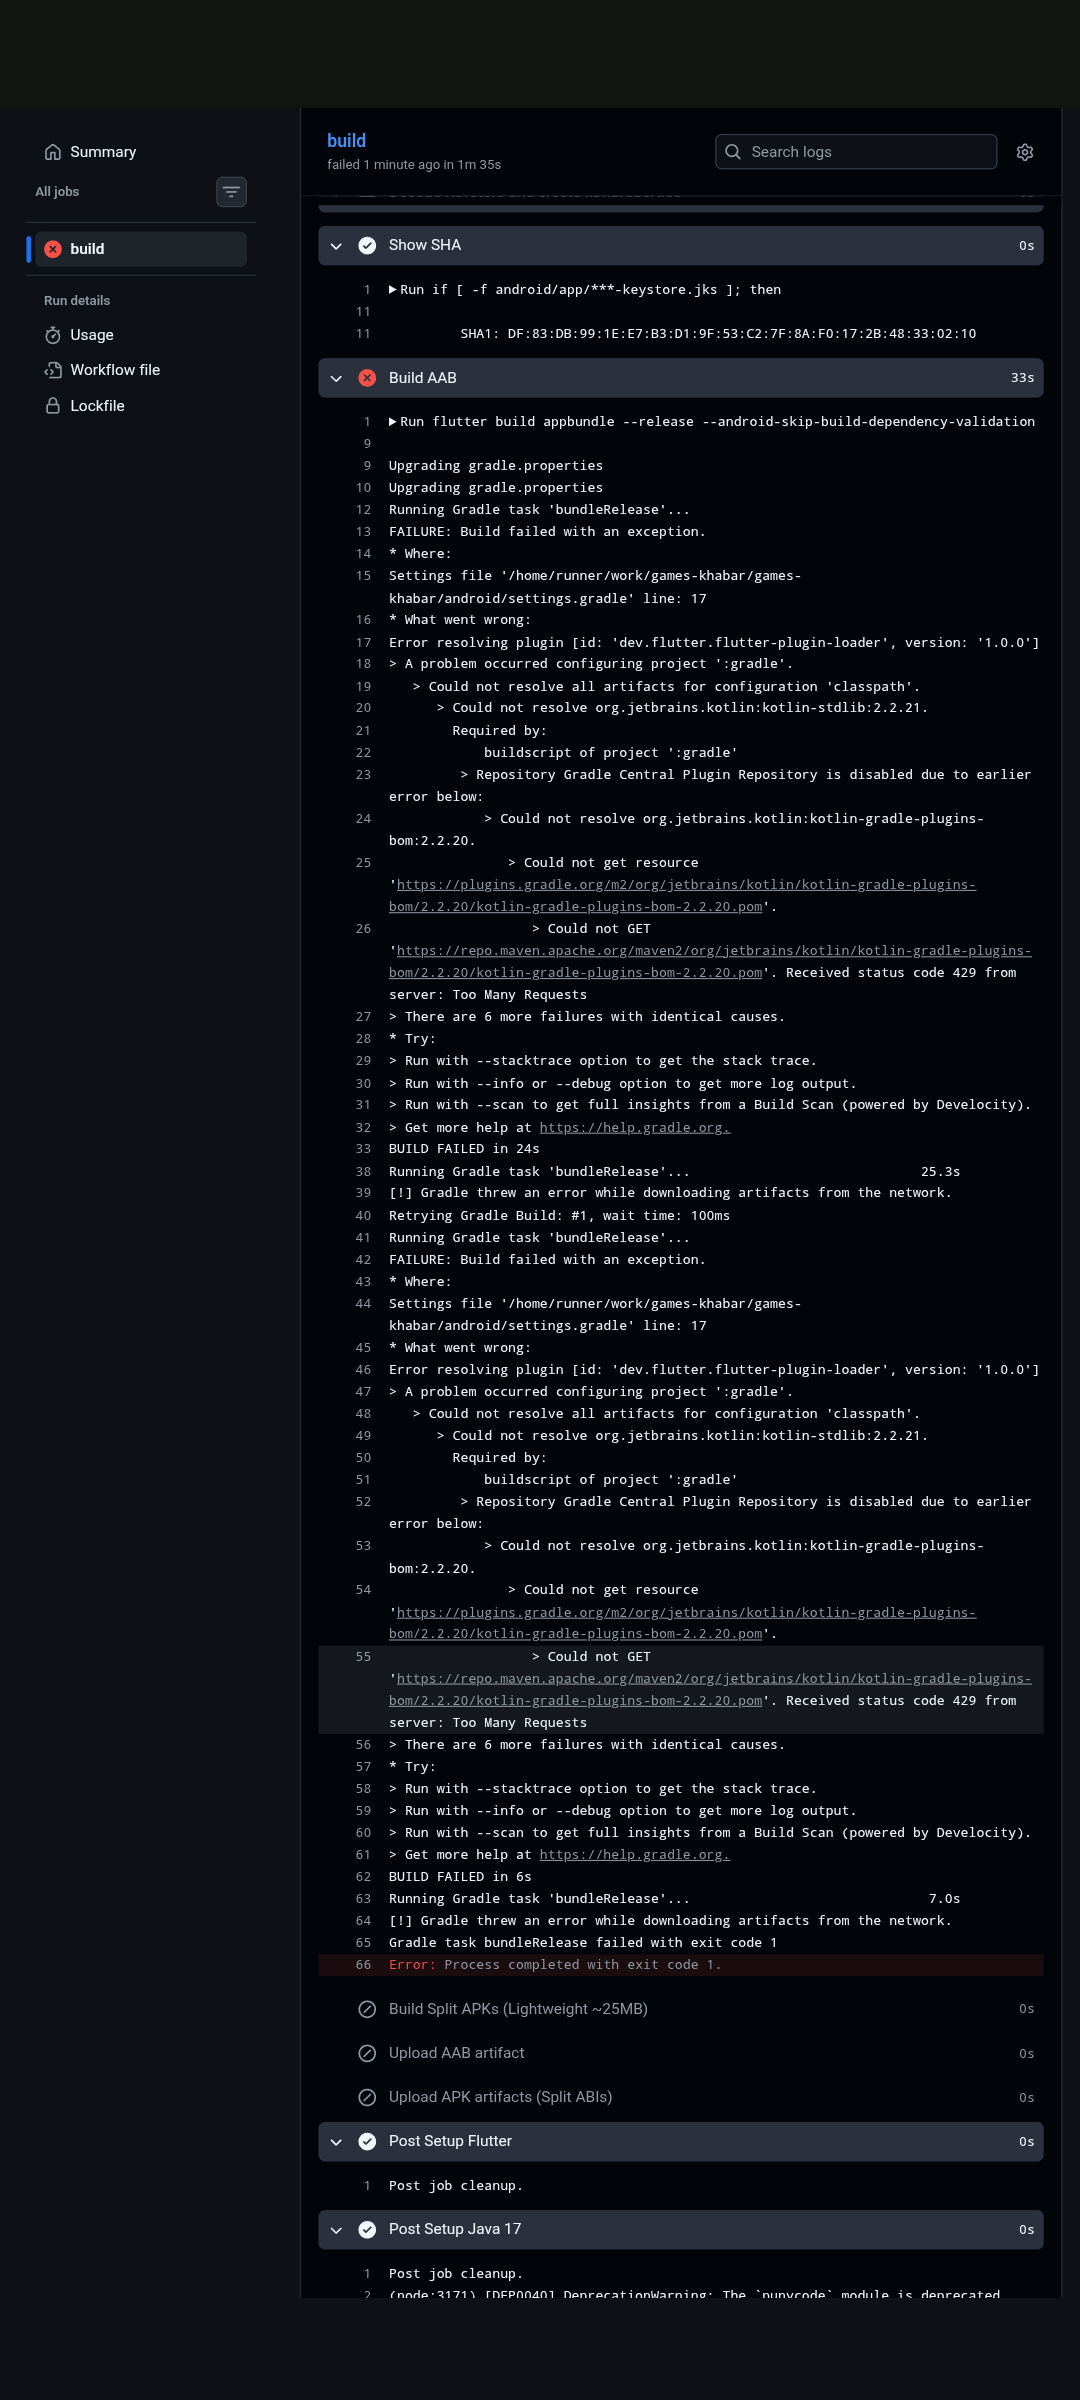 Summary
All jobs
build
Run details
Usage
Workflow file
Lockfile
build
failed 1 minute ago in 1m 35s
Search logs
Show SHA 0s
1 Run if [ -f android/app/***-keystore.jks ]; then
11
11 SHA1: DF:83:DB:99:1E:E7:B3:D1:9F:53:C2:7F:8A:F0:17:2B:48:33:02:10
Build AAB 33s
1 Run flutter build appbundle --release --android-skip-build-dependency-validation
9
9 Upgrading gradle.properties
10 Upgrading gradle.properties
12 Running Gradle task 'bundleRelease'...
13 FAILURE: Build failed with an exception.
14 * Where:
15 Settings file '/home/runner/work/games-khabar/games-
khabar/android/settings.gradle' line: 17
16 * What went wrong:
17 Error resolving plugin [id: 'dev.flutter.flutter-plugin-loader', version: '1.0.0']
18 > A problem occurred configuring project ':gradle'.
19 > Could not resolve all artifacts for configuration 'classpath'.
20 > Could not resolve org.jetbrains.kotlin:kotlin-stdlib:2.2.21.
21 Required by:
22 buildscript of project ':gradle'
23 > Repository Gradle Central Plugin Repository is disabled due to earlier
error below:
24 > Could not resolve org.jetbrains.kotlin:kotlin-gradle-plugins-
bom:2.2.20.
25 > Could not get resource
'https://plugins.gradle.org/m2/org/jetbrains/kotlin/kotlin-gradle-plugins-
bom/2.2.20/kotlin-gradle-plugins-bom-2.2.20.pom'.
26 > Could not GET
'https://repo.maven.apache.org/maven2/org/jetbrains/kotlin/kotlin-gradle-plugins-
bom/2.2.20/kotlin-gradle-plugins-bom-2.2.20.pom'. Received status code 429 from
server: Too Many Requests
27 > There are 6 more failures with identical causes.
28 * Try:
29 > Run with --stacktrace option to get the stack trace.
30 > Run with --info or --debug option to get more log output.
31 > Run with --scan to get full insights from a Build Scan (powered by Develocity).
32 > Get more help at https://help.gradle.org.
33 BUILD FAILED in 24s
38 Running Gradle task 'bundleRelease'... 25.3s
39 [!] Gradle threw an error while downloading artifacts from the network.
40 Retrying Gradle Build: #1, wait time: 100ms
41 Running Gradle task 'bundleRelease'...
42 FAILURE: Build failed with an exception.
43 * Where:
44 Settings file '/home/runner/work/games-khabar/games-
khabar/android/settings.gradle' line: 17
45 * What went wrong:
46 Error resolving plugin [id: 'dev.flutter.flutter-plugin-loader', version: '1.0.0']
47 > A problem occurred configuring project ':gradle'.
48 > Could not resolve all artifacts for configuration 'classpath'.
49 > Could not resolve org.jetbrains.kotlin:kotlin-stdlib:2.2.21.
50 Required by:
51 buildscript of project ':gradle'
52 > Repository Gradle Central Plugin Repository is disabled due to earlier
error below:
53 > Could not resolve org.jetbrains.kotlin:kotlin-gradle-plugins-
bom:2.2.20.
54 > Could not get resource
'https://plugins.gradle.org/m2/org/jetbrains/kotlin/kotlin-gradle-plugins-
bom/2.2.20/kotlin-gradle-plugins-bom-2.2.20.pom'.
55 > Could not GET
'https://repo.maven.apache.org/maven2/org/jetbrains/kotlin/kotlin-gradle-plugins-
bom/2.2.20/kotlin-gradle-plugins-bom-2.2.20.pom'. Received status code 429 from
server: Too Many Requests
56 > There are 6 more failures with identical causes.
57 * Try:
58 > Run with --stacktrace option to get the stack trace.
59 > Run with --info or --debug option to get more log output.
60 > Run with --scan to get full insights from a Build Scan (powered by Develocity).
61 > Get more help at https://help.gradle.org.
62 BUILD FAILED in 6s
63 Running Gradle task 'bundleRelease'... 7.0s
64 [!] Gradle threw an error while downloading artifacts from the network.
65 Gradle task bundleRelease failed with exit code 1
66 Error: Process completed with exit code 1.
Build Split APKs (Lightweight ~25MB) 0s
Upload AAB artifact 0s
Upload APK artifacts (Split ABIs) 0s
Post Setup Flutter 0s
1 Post job cleanup.
Post Setup Java 17 0s
1 Post job cleanup.
2 (node:3171) [DEP0040] DeprecationWarning: The `punycode` module is deprecated